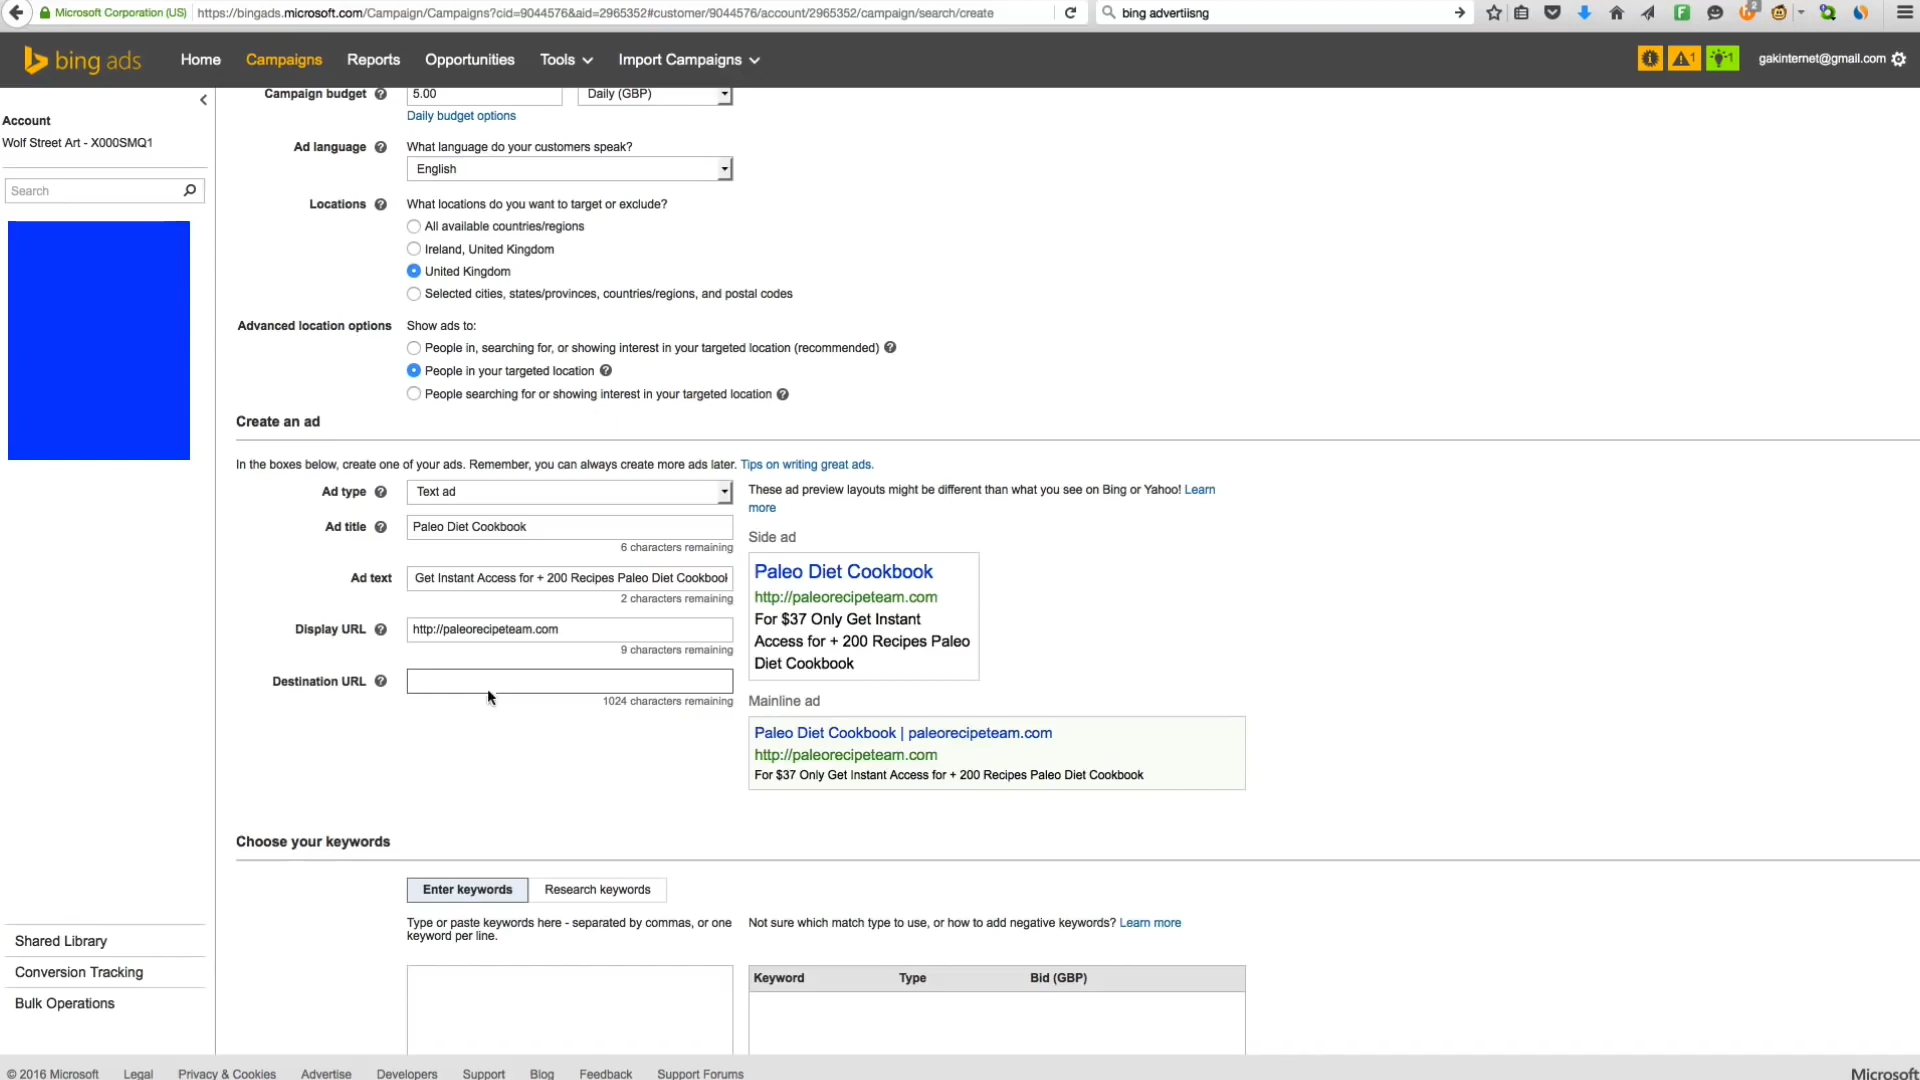 Microsoft Corporation (US) https://bingads.microsoft.com/Campaign/Campaigns?cid=9044576&aid=2965352#customer/9044576/account/2965352/campaign/search/create bing advertiisng 2
bing ads Home Campaigns Reports Opportunities Tools Import Campaigns 1 1 gakinternet@gmail.com
Campaign budget 5.00 Daily (GBP)
Daily budget options
Account
Wolf Street Art - X000SMQ1
Search
Ad language What language do your customers speak?
English
Locations What locations do you want to target or exclude?
All available countries/regions
Ireland, United Kingdom
United Kingdom
Selected cities, states/provinces, countries/regions, and postal codes
Advanced location options Show ads to:
People in, searching for, or showing interest in your targeted location (recommended)
People in your targeted location
People searching for or showing interest in your targeted location
Create an ad
In the boxes below, create one of your ads. Remember, you can always create more ads later. Tips on writing great ads.
Ad type Text ad
Ad title Paleo Diet Cookbook
6 characters remaining
Ad text Get Instant Access for + 200 Recipes Paleo Diet Cookbook
2 characters remaining
Display URL http://paleorecipeteam.com
9 characters remaining
Destination URL
1024 characters remaining
These ad preview layouts might be different than what you see on Bing or Yahoo! Learn
more
Side ad
Paleo Diet Cookbook
http://paleorecipeteam.com
For $37 Only Get Instant
Access for + 200 Recipes Paleo
Diet Cookbook
Mainline ad
Paleo Diet Cookbook | paleorecipeteam.com
http://paleorecipeteam.com
For $37 Only Get Instant Access for + 200 Recipes Paleo Diet Cookbook
Choose your keywords
Enter keywords Research keywords
Type or paste keywords here - separated by commas, or one
keyword per line.
Not sure which match type to use, or how to add negative keywords? Learn more
Keyword Type Bid (GBP)
Shared Library
Conversion Tracking
Bulk Operations
© 2016 Microsoft Legal Privacy & Cookies Advertise Developers Support Blog Feedback Support Forums Microsoft